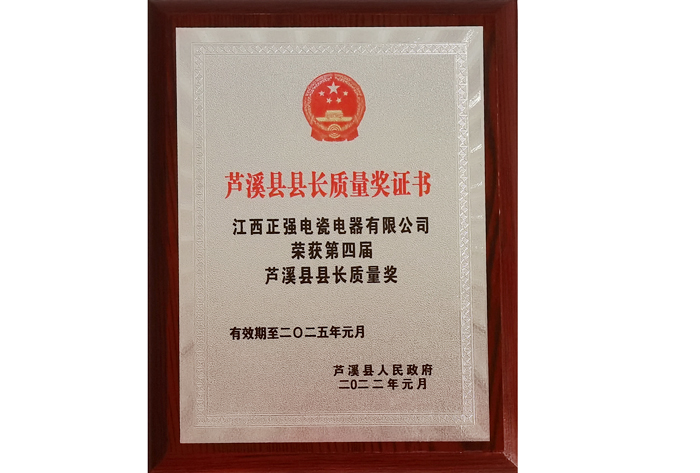 芦溪县县长质量奖证书
江西正强电瓷电器有限公司
荣获第四届
芦溪县县长质量奖
有效期至二〇二五年元月
芦溪县人民政府
二〇二二年元月